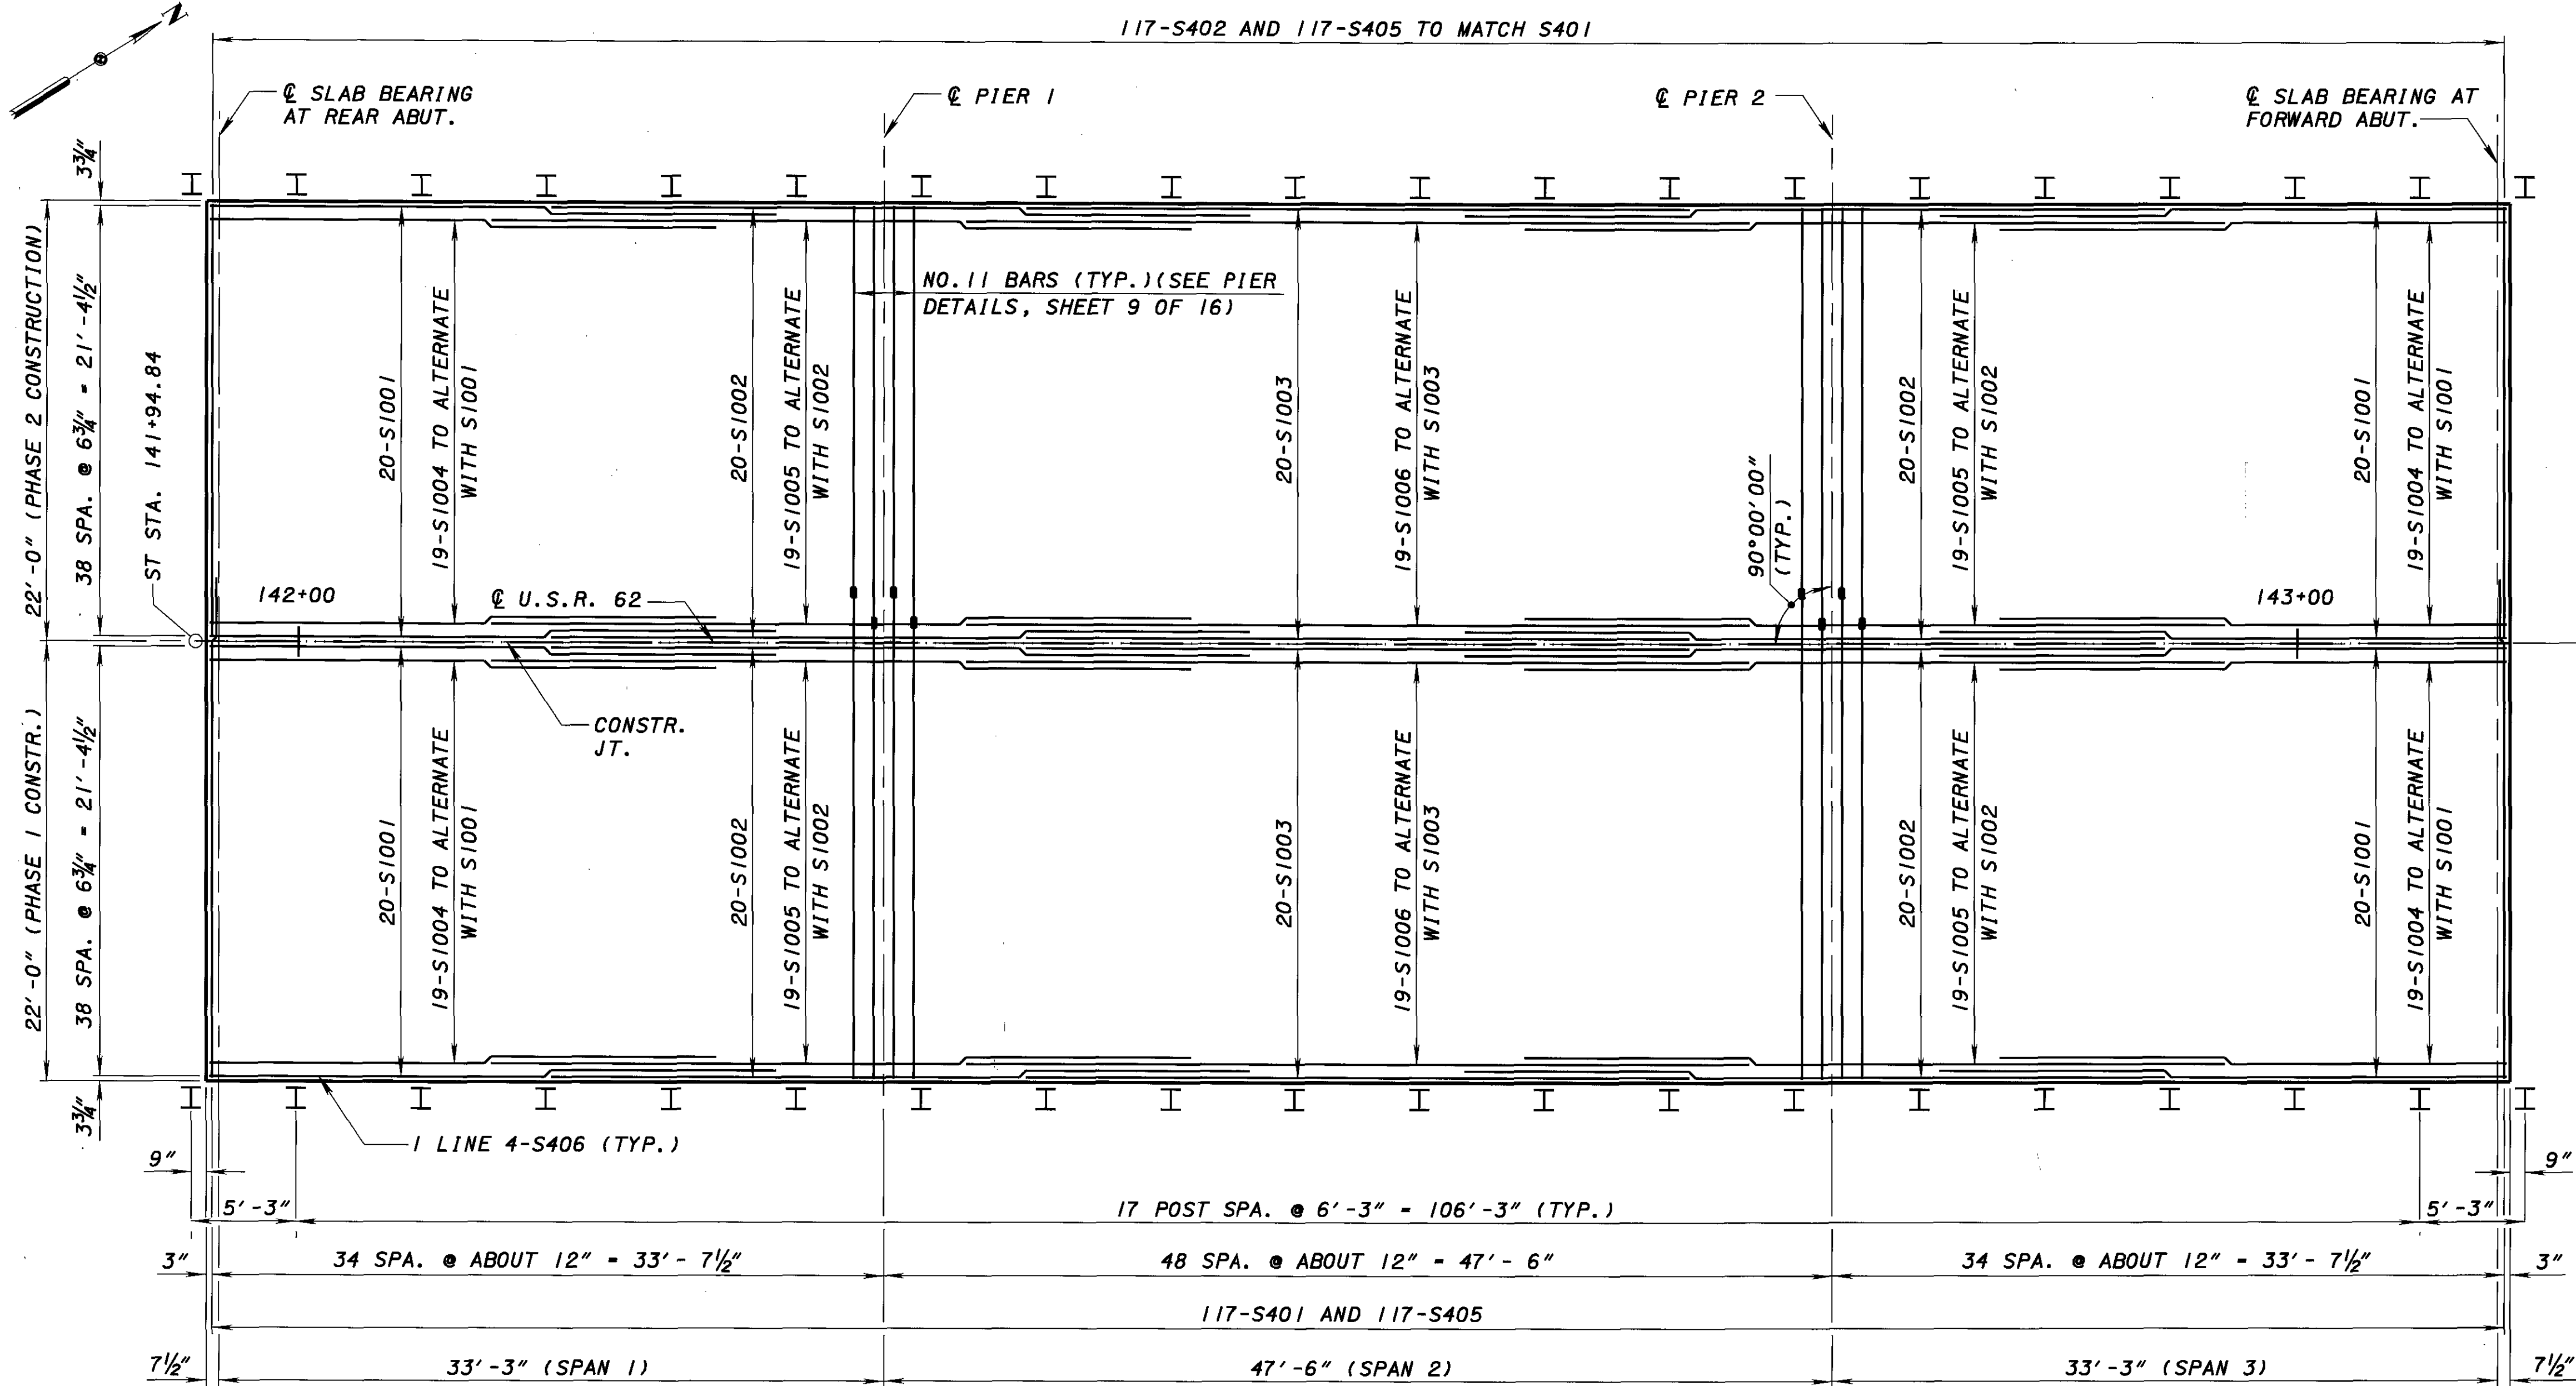 N
117-S402 AND 117-S405 TO MATCH S401
℄ SLAB BEARING
AT REAR ABUT.
℄ PIER 1
℄ PIER 2
℄ SLAB BEARING AT
FORWARD ABUT.
3¾"
22'-0" (PHASE 2 CONSTRUCTION)
38 SPA. @ 6¾" = 21'-4½"
ST STA. 141+94.84
20-S1001
19-S1004 TO ALTERNATE
WITH S1001
20-S1002
19-S1005 TO ALTERNATE
WITH S1002
NO.11 BARS (TYP.)(SEE PIER
DETAILS, SHEET 9 OF 16)
20-S1003
19-S1006 TO ALTERNATE
WITH S1003
90°00'00"
(TYP.)
20-S1002
19-S1005 TO ALTERNATE
WITH S1002
20-S1001
19-S1004 TO ALTERNATE
WITH S1001
142+00
℄ U.S.R. 62
143+00
CONSTR.
JT.
22'-0" (PHASE 1 CONSTR.)
38 SPA. @ 6¾" = 21'-4½"
20-S1001
19-S1004 TO ALTERNATE
WITH S1001
20-S1002
19-S1005 TO ALTERNATE
WITH S1002
20-S1003
19-S1006 TO ALTERNATE
WITH S1003
20-S1002
19-S1005 TO ALTERNATE
WITH S1002
20-S1001
19-S1004 TO ALTERNATE
WITH S1001
3¾"
1 LINE 4-S406 (TYP.)
9"
9"
5'-3"
17 POST SPA. @ 6'-3" = 106'-3" (TYP.)
5'-3"
3"
34 SPA. @ ABOUT 12" = 33'-7½"
48 SPA. @ ABOUT 12" = 47'-6"
34 SPA. @ ABOUT 12" = 33'-7½"
3"
117-S401 AND 117-S405
7½"
33'-3" (SPAN 1)
47'-6" (SPAN 2)
33'-3" (SPAN 3)
7½"